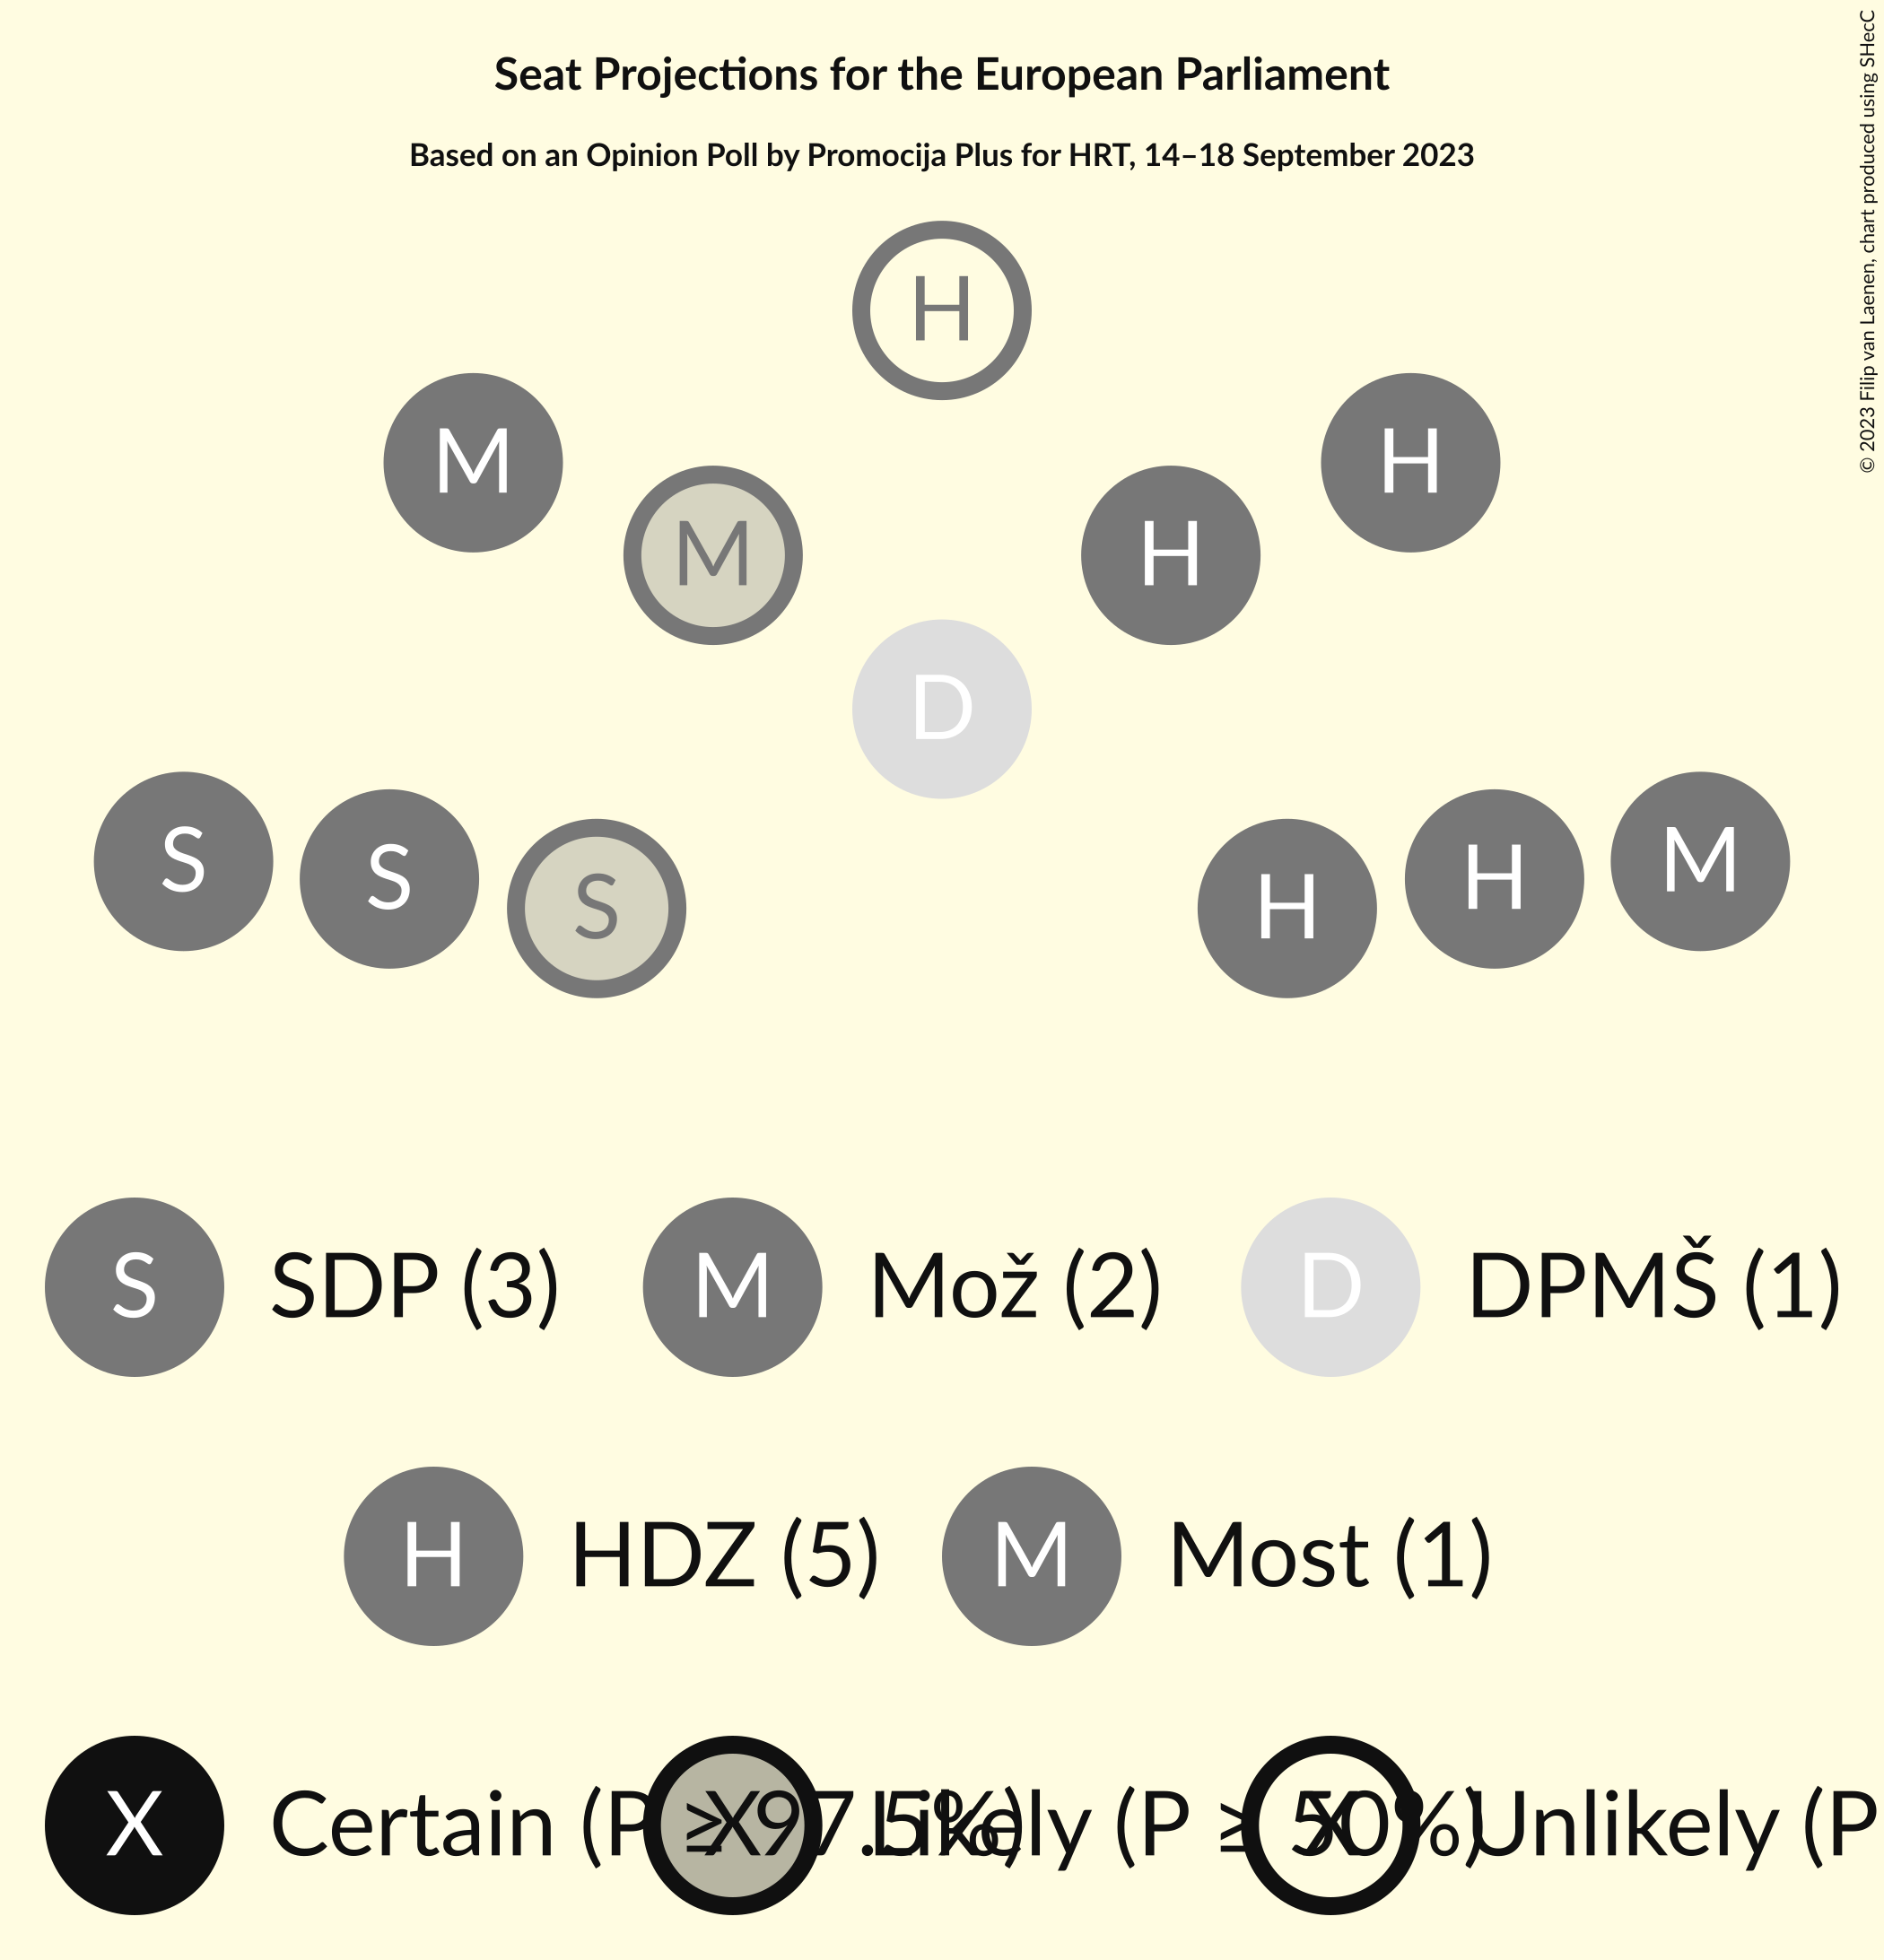 Seat Projections for the European Parliament
Based on an Opinion Poll by Promocija Plus for HRT, 14–18 September 2023
© 2023 Filip van Laenen, chart produced using SHecC
H
M
H
M
H
D
S
M
S
H
S
H
S SDP (3) M Mož (2) D DPMŠ (1)
H HDZ (5) M Most (1)
X Certain (P ≥ 97.5%) X Likely (P ≥ 50%) X Unlikely (P